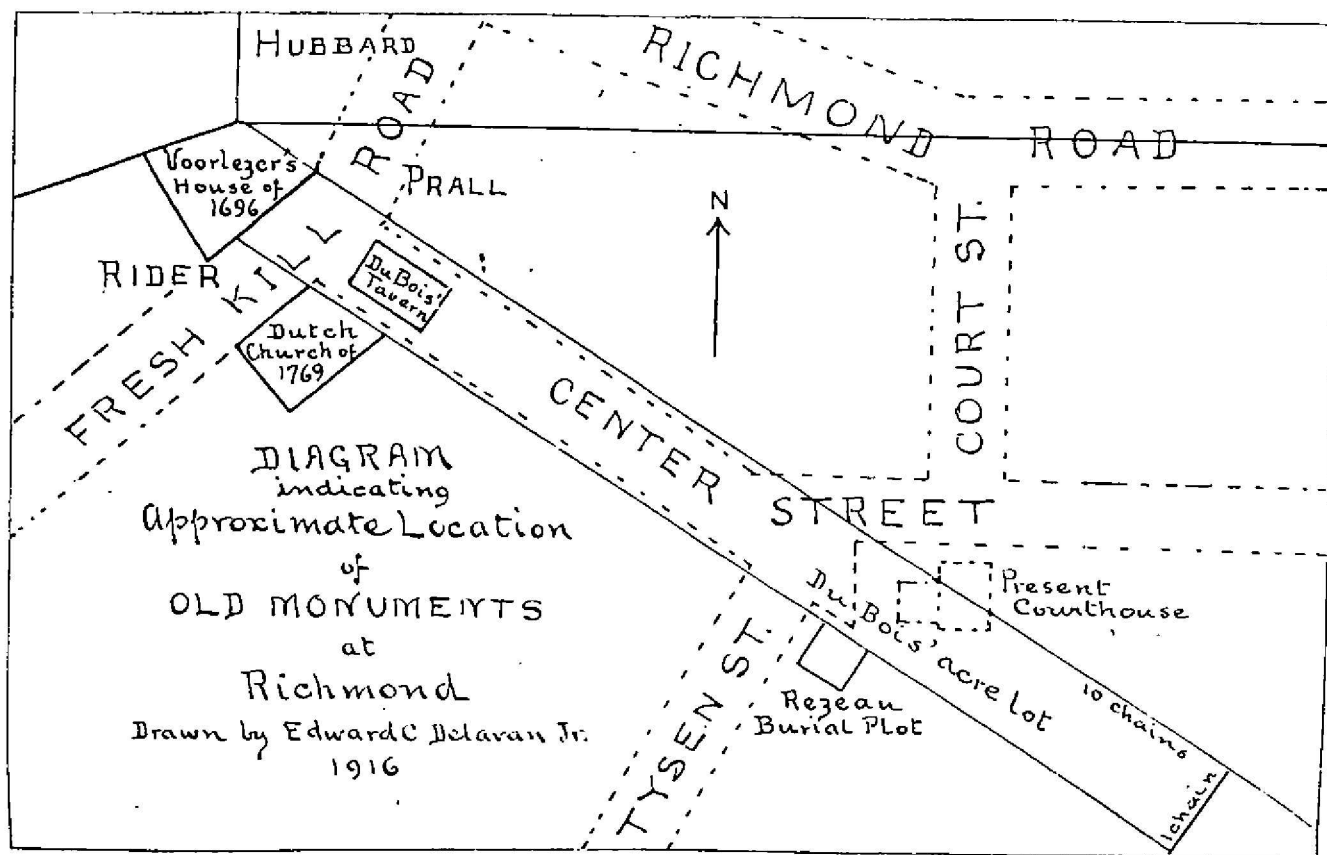 HUBBARD
RICHMOND ROAD
Voorlezer's
House of
1696
PRALL
N
COURT ST.
RIDER
FRESH KILL ROAD
Du Bois'
Tavern
Dutch
Church of
1769
CENTER STREET
DIAGRAM
indicating
Approximate Location
of
OLD MONUMENTS
at
Richmond
Drawn by Edward C Delavan Jr.
1916
Present
Courthouse
Du Bois' acre lot
TYSEN ST.
Rezeau
Burial Plot
10 chains
1 chain